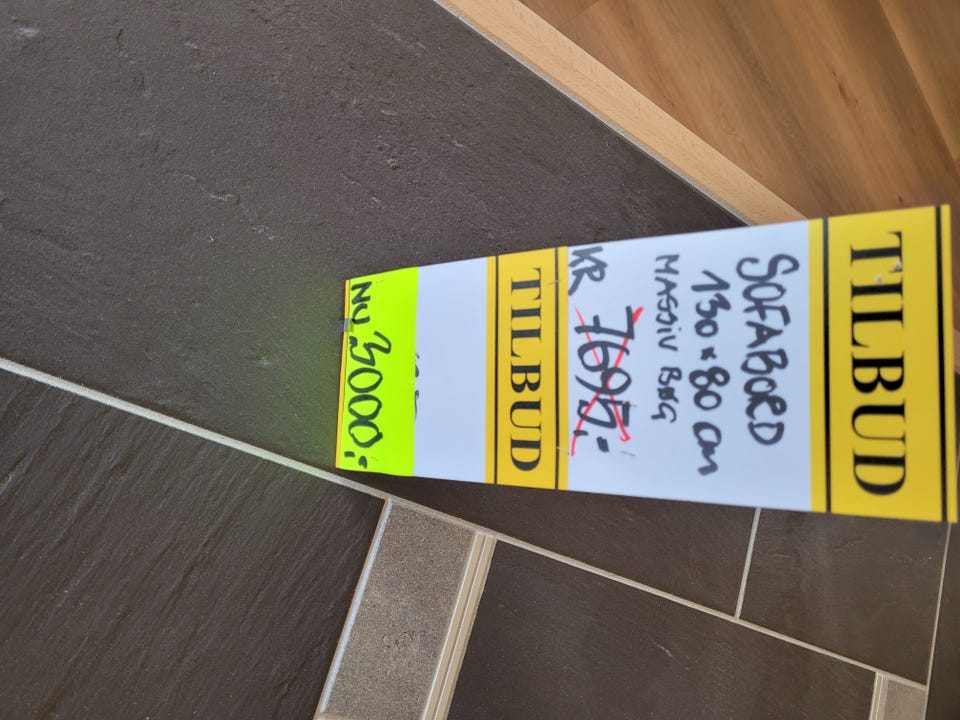 TILBUD
SOFABORD
130 x 80 cm
MASSIV BØG
KR 7695,-
TILBUD
NU 3000,-